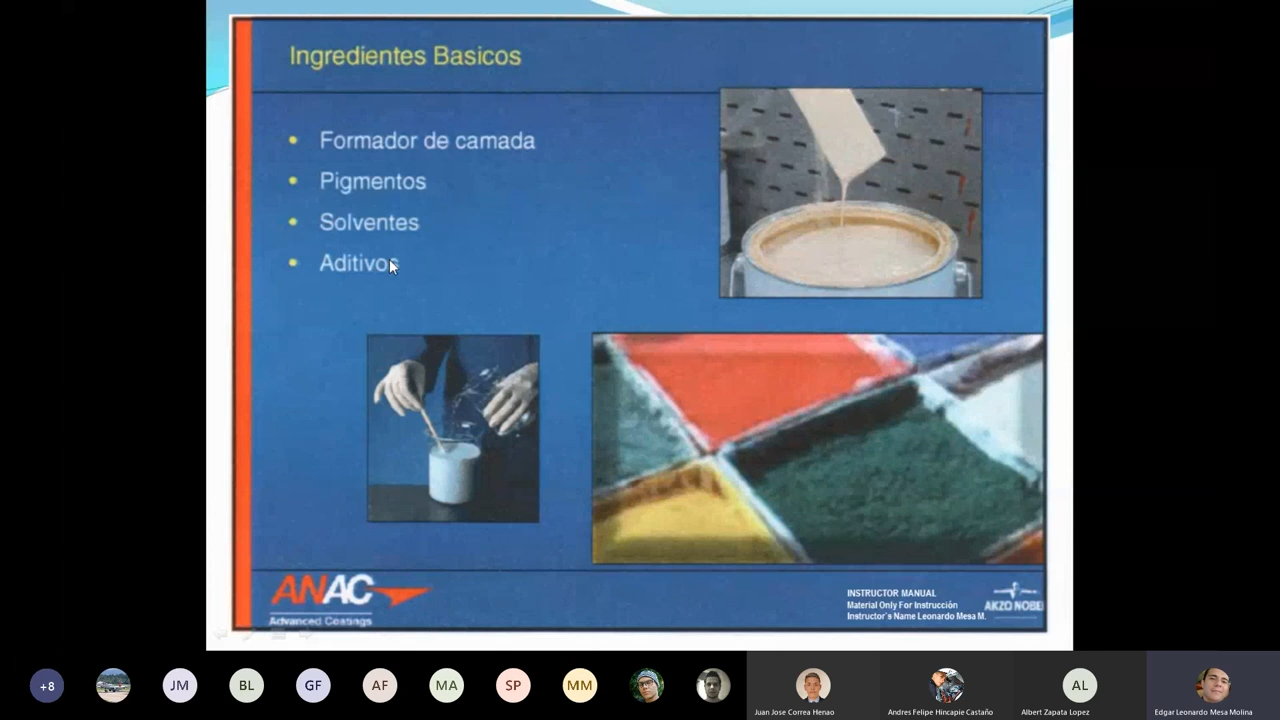 Ingredientes Basicos
Formador de camada
Pigmentos
Solventes
Aditivos
ANAC
Advanced Coatings
INSTRUCTOR MANUAL
Material Only For Instrucción
Instructor`s Name Leonardo Mesa M.
AKZO NOBE
+8
JM
BL
GF
AF
MA
SP
MM
Juan Jose Correa Henao
Andres Felipe Hincapie Castaño
AL
Albert Zapata Lopez
Edgar Leonardo Mesa Molina